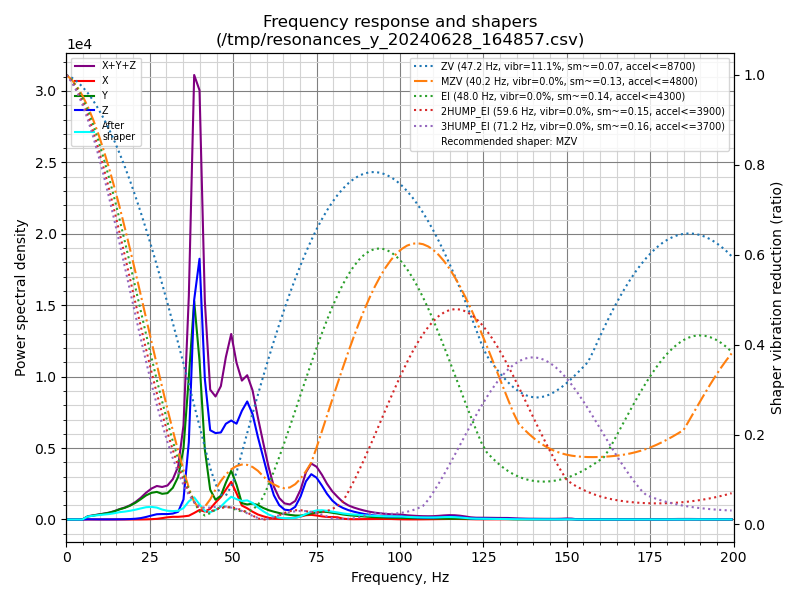 Frequency response and shapers
(/tmp/resonances_y_20240628_164857.csv)
1e4
X+Y+Z
X
Y
Z
After
shaper
ZV (47.2 Hz, vibr=11.1%, sm~=0.07, accel<=8700)
MZV (40.2 Hz, vibr=0.0%, sm~=0.13, accel<=4800)
EI (48.0 Hz, vibr=0.0%, sm~=0.14, accel<=4300)
2HUMP_EI (59.6 Hz, vibr=0.0%, sm~=0.15, accel<=3900)
3HUMP_EI (71.2 Hz, vibr=0.0%, sm~=0.16, accel<=3700)
Recommended shaper: MZV
Power spectral density
3.0
2.5
2.0
1.5
1.0
0.5
0.0
1.0
0.8
0.6
0.4
0.2
0.0
Shaper vibration reduction (ratio)
0 25 50 75 100 125 150 175 200
Frequency, Hz